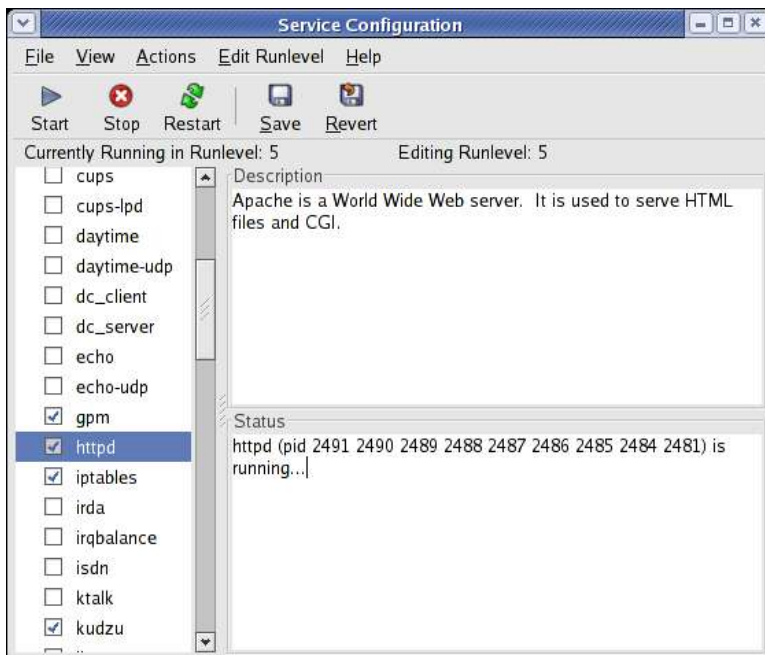 Service Configuration
File View Actions Edit Runlevel Help
Start Stop Restart Save Revert
Currently Running in Runlevel: 5 Editing Runlevel: 5
cups
cups-lpd
daytime
daytime-udp
dc_client
dc_server
echo
echo-udp
gpm
httpd
iptables
irda
irqbalance
isdn
ktalk
kudzu
Description
Apache is a World Wide Web server. It is used to serve HTML
files and CGI.
Status
httpd (pid 2491 2490 2489 2488 2487 2486 2485 2484 2481) is
running...